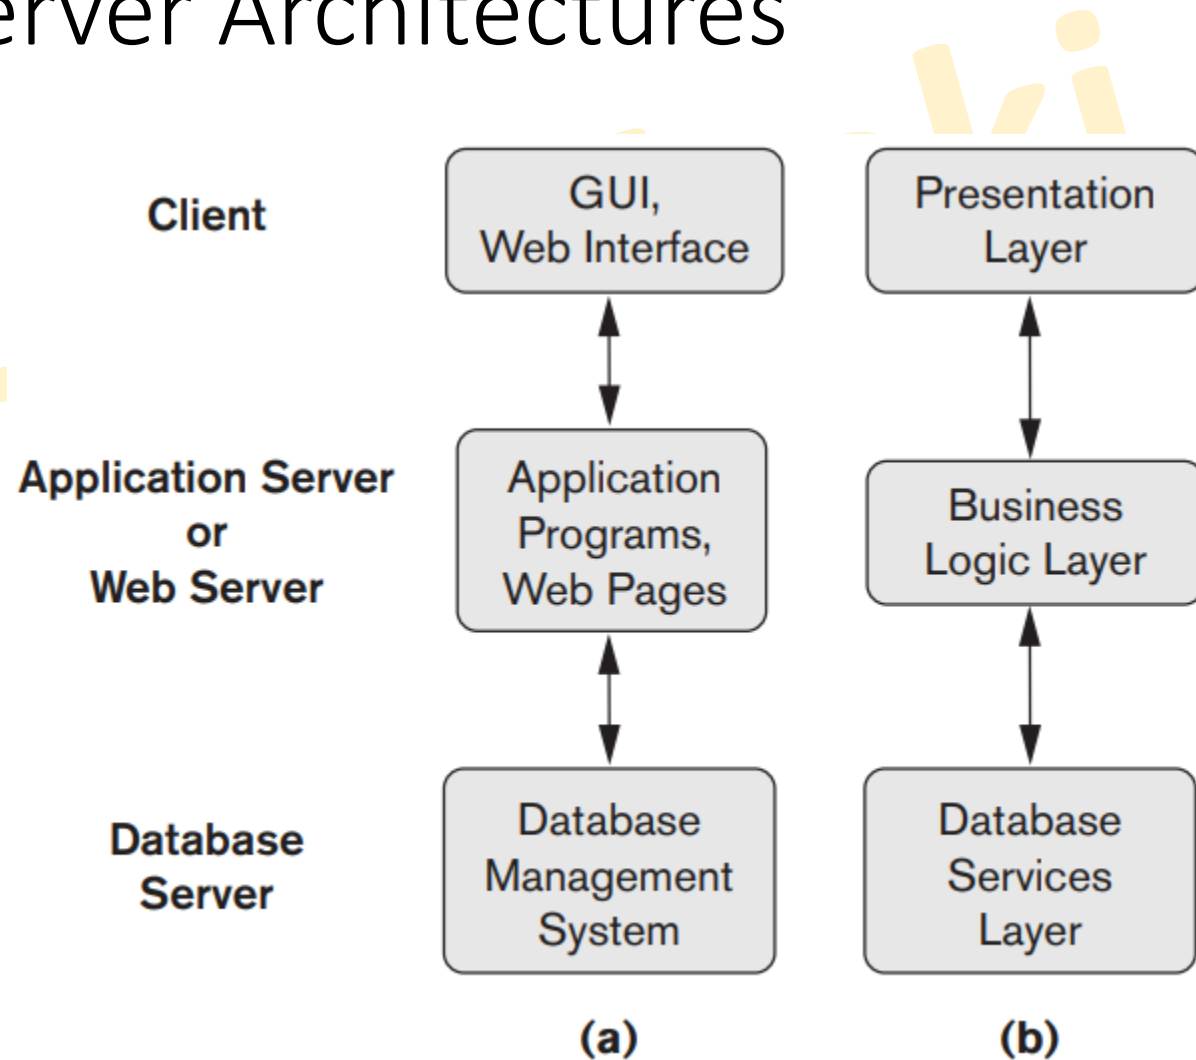 erver Architectures
Client
GUI,
Web Interface
Presentation
Layer
Application Server
or
Web Server
Application
Programs,
Web Pages
Business
Logic Layer
Database
Server
Database
Management
System
Database
Services
Layer
(a)
(b)